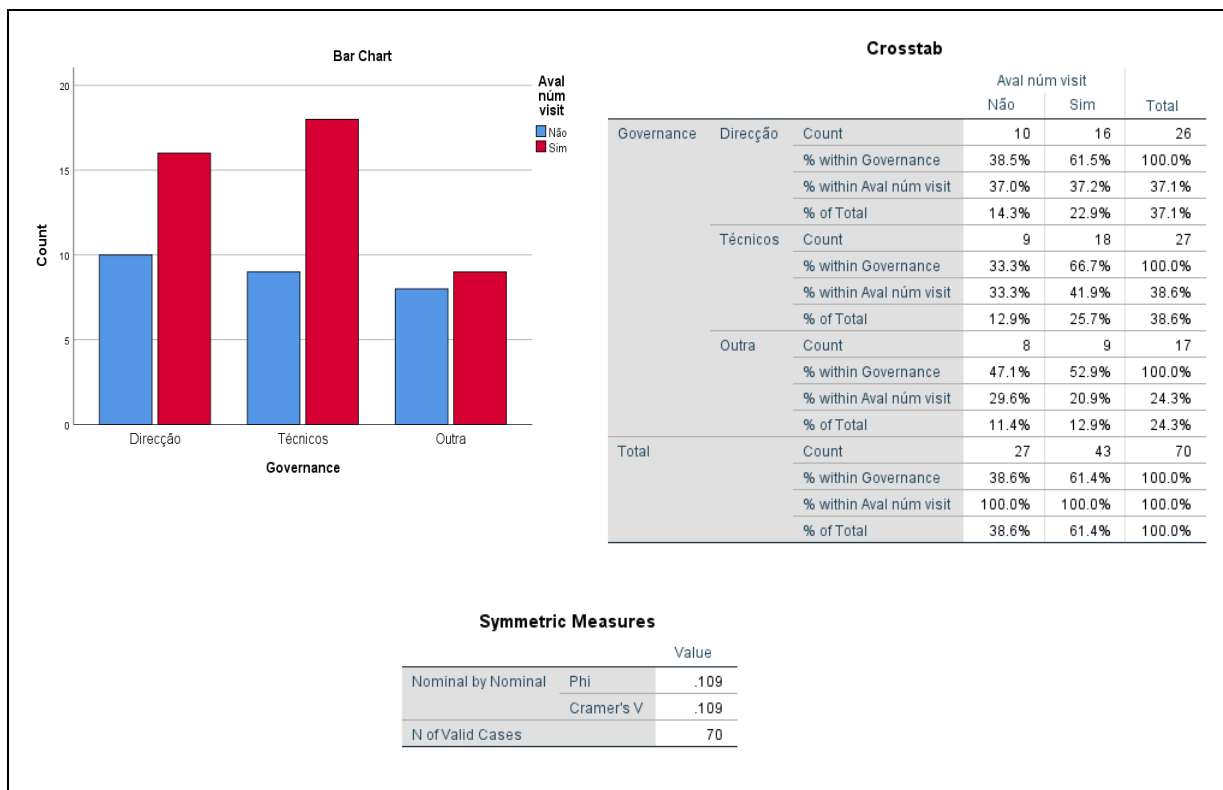 Bar Chart
Aval
núm
visit
Não
Sim
20
15
10
5
0
Count
Direcção Técnicos Outra
Governance
Crosstab
Aval núm visit
Não Sim Total
Governance Direcção Count 10 16 26
% within Governance 38.5% 61.5% 100.0%
% within Aval núm visit 37.0% 37.2% 37.1%
% of Total 14.3% 22.9% 37.1%
Técnicos Count 9 18 27
% within Governance 33.3% 66.7% 100.0%
% within Aval núm visit 33.3% 41.9% 38.6%
% of Total 12.9% 25.7% 38.6%
Outra Count 8 9 17
% within Governance 47.1% 52.9% 100.0%
% within Aval núm visit 29.6% 20.9% 24.3%
% of Total 11.4% 12.9% 24.3%
Total Count 27 43 70
% within Governance 38.6% 61.4% 100.0%
% within Aval núm visit 100.0% 100.0% 100.0%
% of Total 38.6% 61.4% 100.0%
Symmetric Measures
Value
Nominal by Nominal Phi .109
Cramer's V .109
N of Valid Cases 70